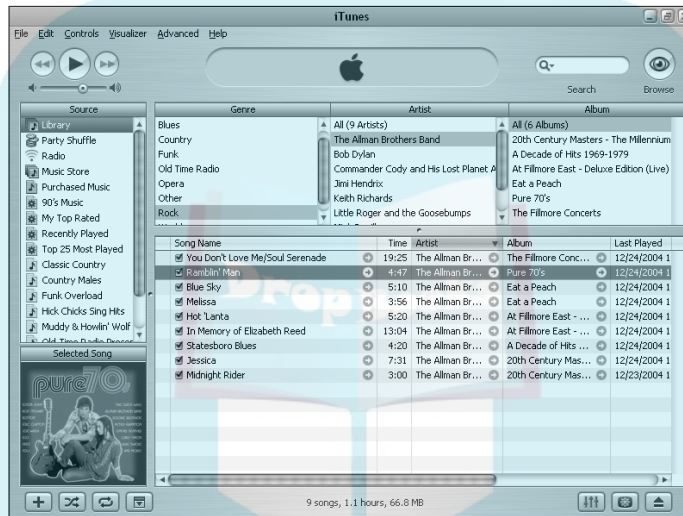 iTunes
File Edit Controls Visualizer Advanced Help
Search Browse
Source
Library
Party Shuffle
Radio
Music Store
Purchased Music
90's Music
My Top Rated
Recently Played
Top 25 Most Played
Classic Country
Country Males
Funk Overload
Hick Chicks Sing Hits
Muddy & Howlin' Wolf
Selected Song
pure 70s
Genre
Blues
Country
Funk
Old Time Radio
Opera
Other
Rock
Artist
All (9 Artists)
The Allman Brothers Band
Bob Dylan
Commander Cody and His Lost Planet A
Jimi Hendrix
Keith Richards
Little Roger and the Goosebumps
Album
All (6 Albums)
20th Century Masters - The Millennium
A Decade of Hits 1969-1979
At Fillmore East - Deluxe Edition (Live)
Eat a Peach
Pure 70's
The Fillmore Concerts
Song Name Time Artist Album Last Played
You Don't Love Me/Soul Serenade 19:25 The Allman Br... The Fillmore Conc... 12/24/2004 1
Ramblin' Man 4:47 The Allman Br... Pure 70's 12/24/2004 1
Blue Sky 5:10 The Allman Br... Eat a Peach 12/24/2004 1
Melissa 3:56 The Allman Br... Eat a Peach 12/24/2004 1
Hot 'Lanta 5:20 The Allman Br... At Fillmore East - ... 12/24/2004 1
In Memory of Elizabeth Reed 13:04 The Allman Br... At Fillmore East - ... 12/24/2004 1
Statesboro Blues 4:20 The Allman Br... A Decade of Hits ... 12/24/2004 1
Jessica 7:31 The Allman Br... 20th Century Mas... 12/24/2004 1
Midnight Rider 3:00 The Allman Br... 20th Century Mas... 12/23/2004 1
9 songs, 1.1 hours, 66.8 MB